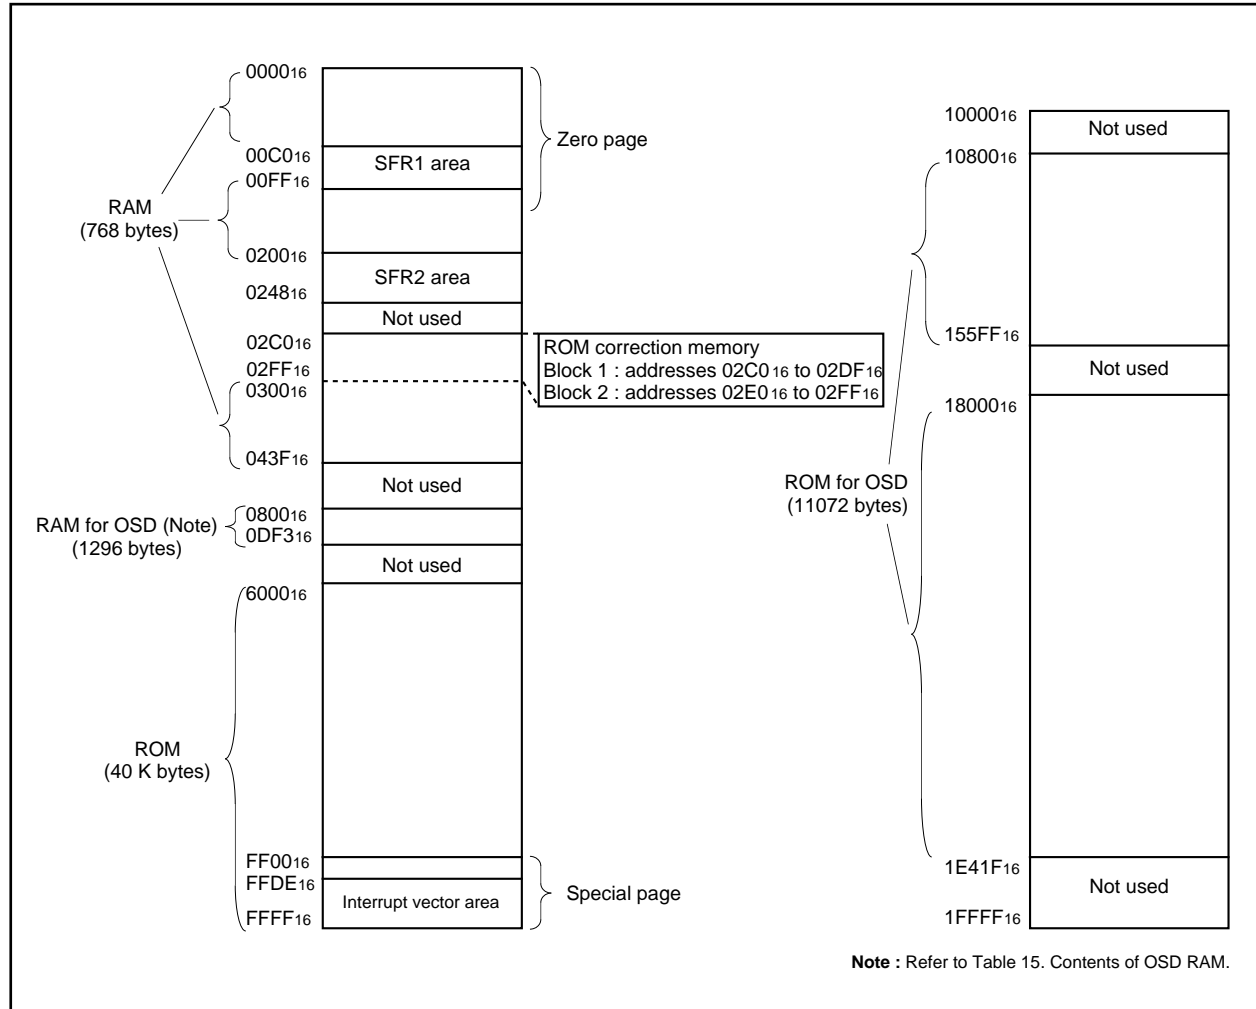 0000₁₆
00C0₁₆
SFR1 area
00FF₁₆
Zero page
RAM
(768 bytes)
0200₁₆
SFR2 area
0248₁₆
Not used
02C0₁₆
02FF₁₆
0300₁₆
ROM correction memory
Block 1 : addresses 02C0₁₆ to 02DF₁₆
Block 2 : addresses 02E0₁₆ to 02FF₁₆
043F₁₆
Not used
RAM for OSD (Note)
(1296 bytes)
0800₁₆
0DF3₁₆
Not used
6000₁₆
ROM
(40 K bytes)
FF00₁₆
FFDE₁₆
Interrupt vector area
FFFF₁₆
Special page
10000₁₆
Not used
10800₁₆
155FF₁₆
Not used
18000₁₆
ROM for OSD
(11072 bytes)
1E41F₁₆
Not used
1FFFF₁₆
Note : Refer to Table 15. Contents of OSD RAM.